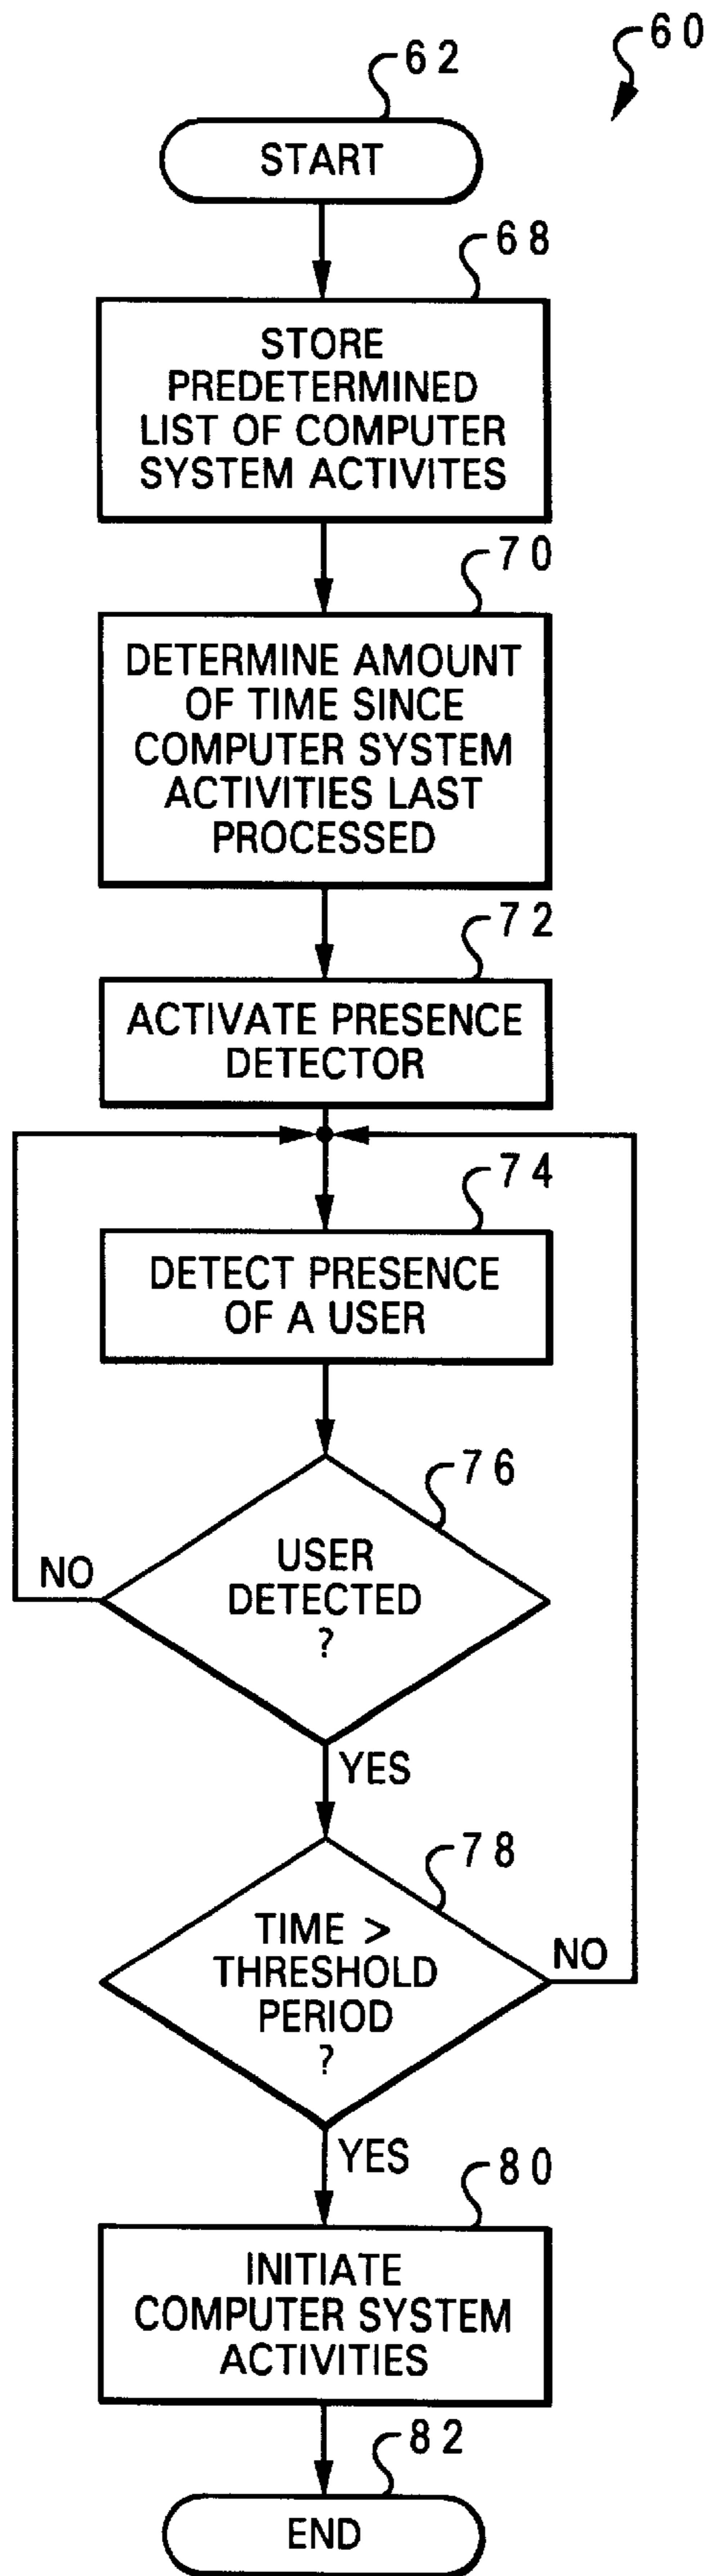 60
62
START
68
STORE
PREDETERMINED
LIST OF COMPUTER
SYSTEM ACTIVITES
70
DETERMINE AMOUNT
OF TIME SINCE
COMPUTER SYSTEM
ACTIVITIES LAST
PROCESSED
72
ACTIVATE PRESENCE
DETECTOR
74
DETECT PRESENCE
OF A USER
76
USER
DETECTED
?
NO
YES
78
TIME >
THRESHOLD
PERIOD
?
NO
YES
80
INITIATE
COMPUTER SYSTEM
ACTIVITIES
82
END